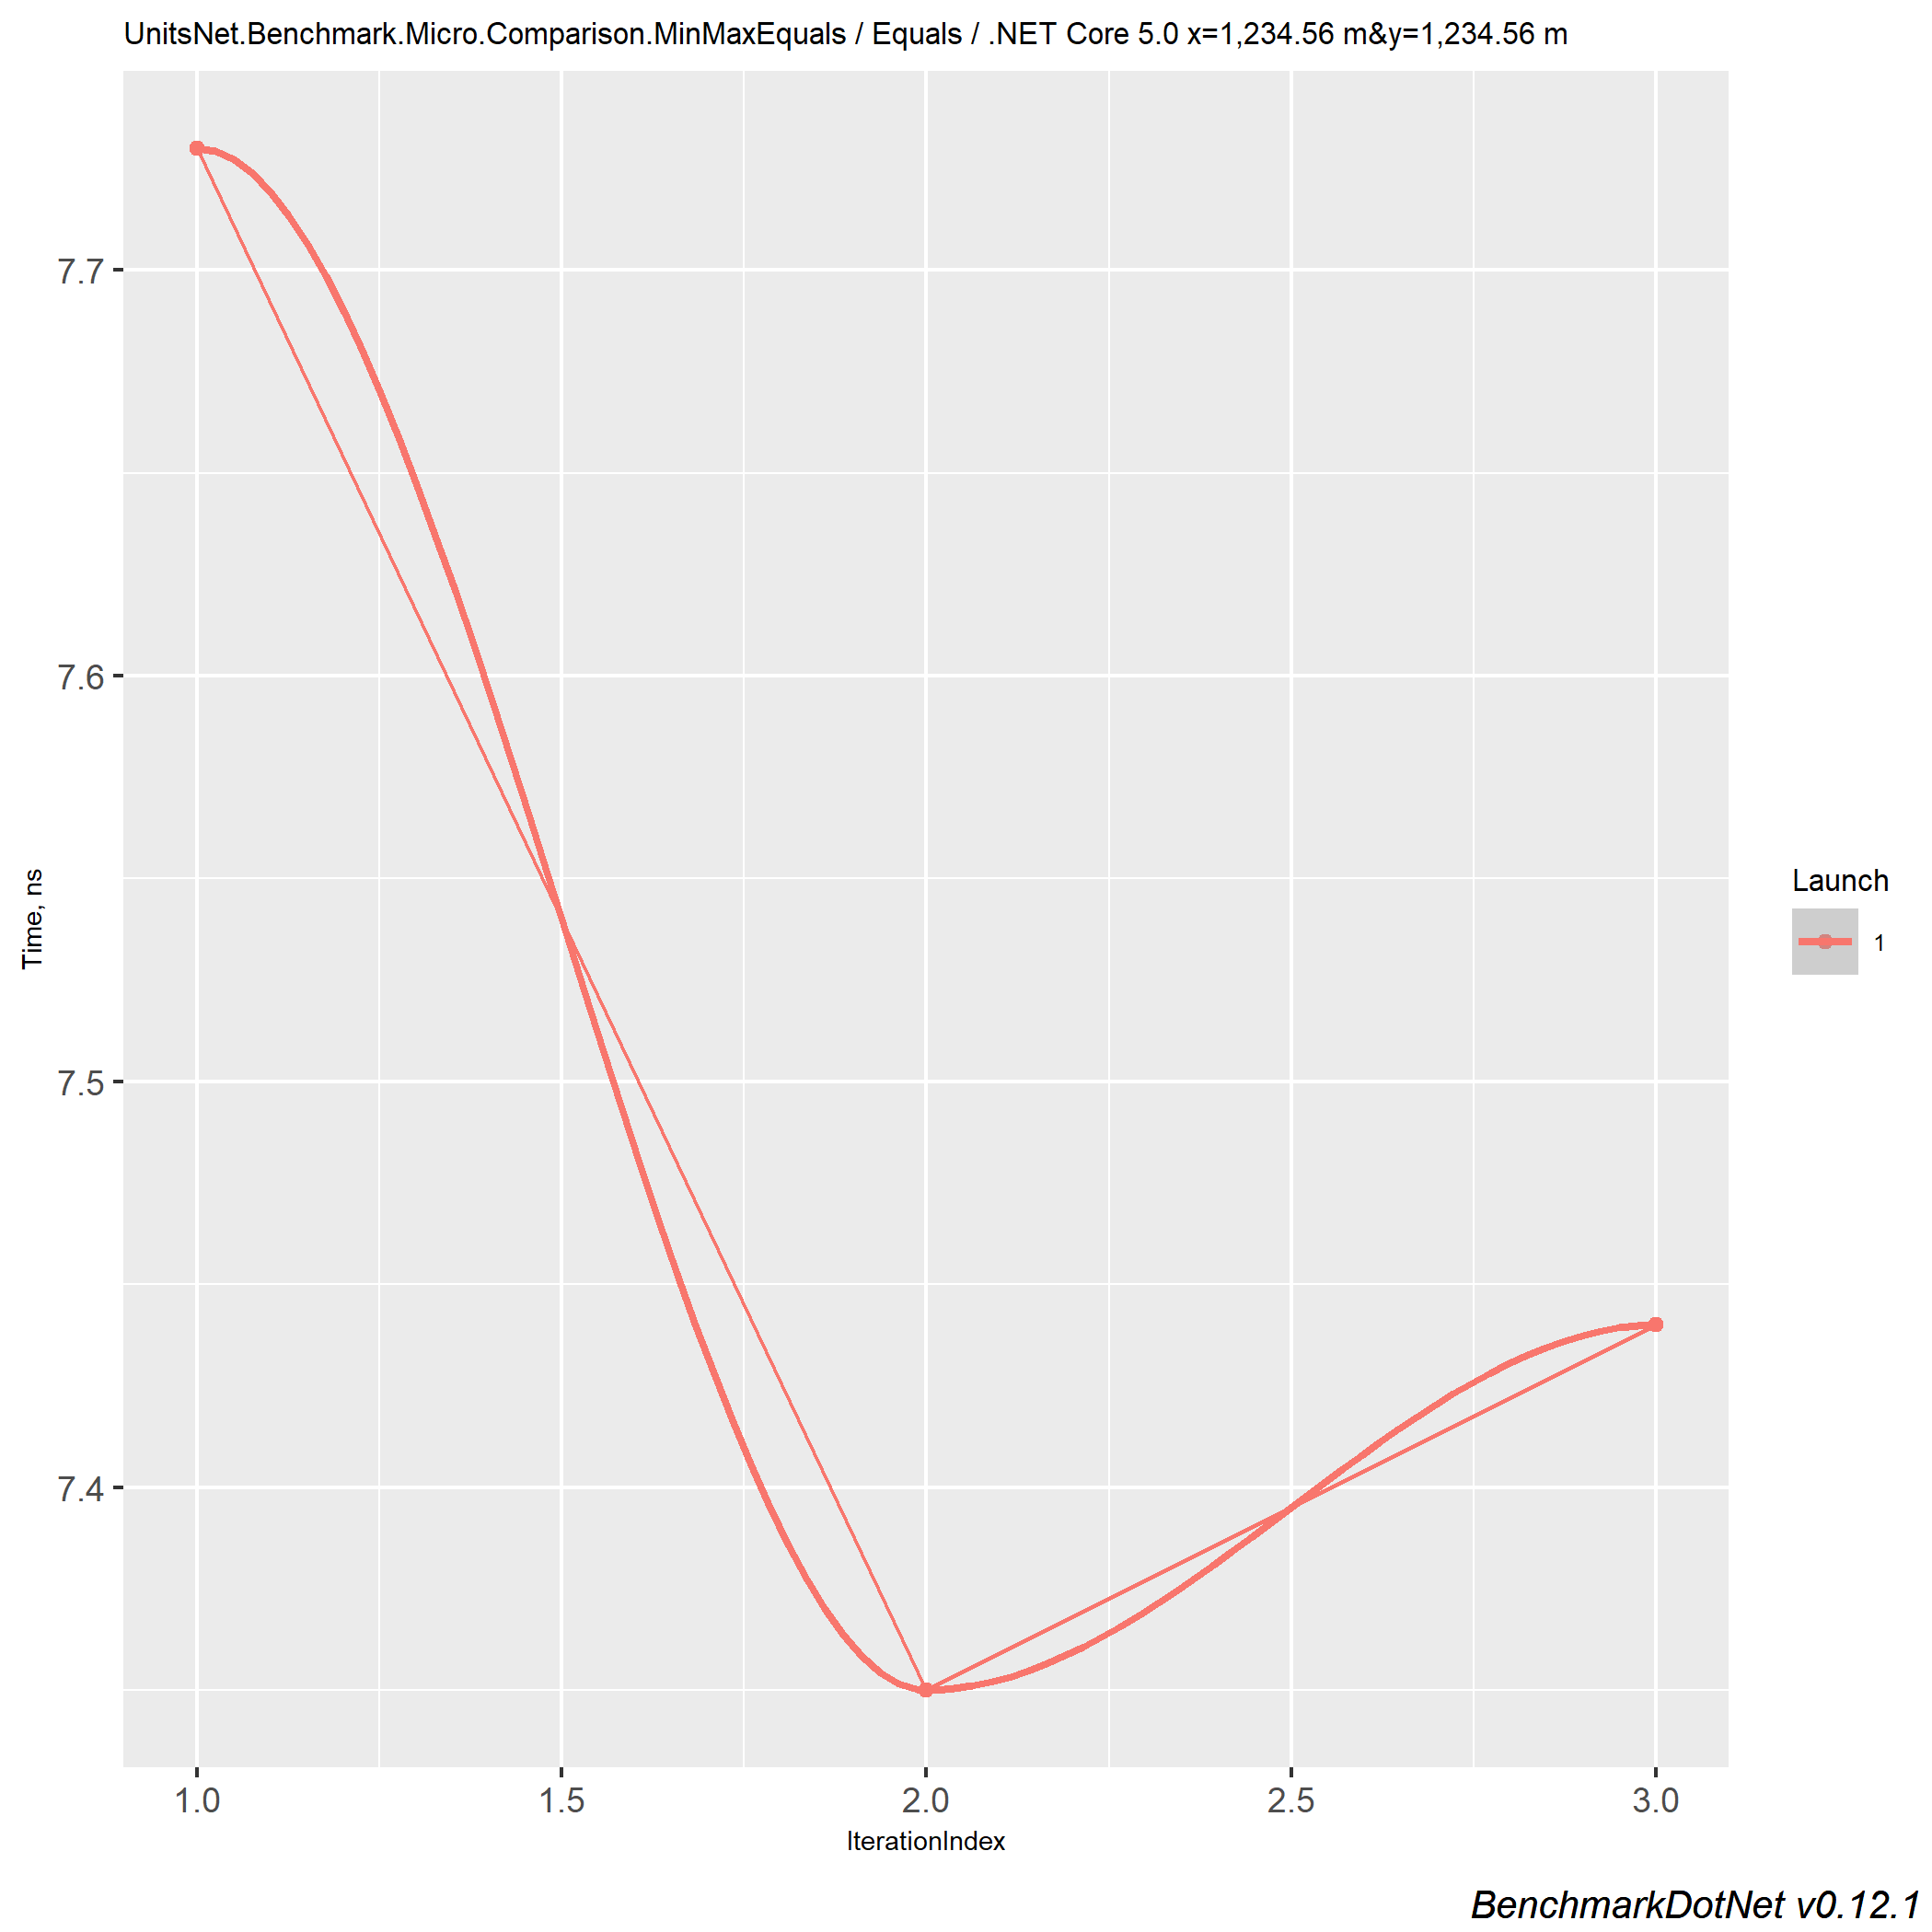 UnitsNet.Benchmark.Micro.Comparison.MinMaxEquals / Equals / .NET Core 5.0 x=1,234.56 m&y=1,234.56 m
7.7
7.6
7.5
7.4
Time, ns
1.0 1.5 2.0 2.5 3.0
IterationIndex
Launch
1
BenchmarkDotNet v0.12.1